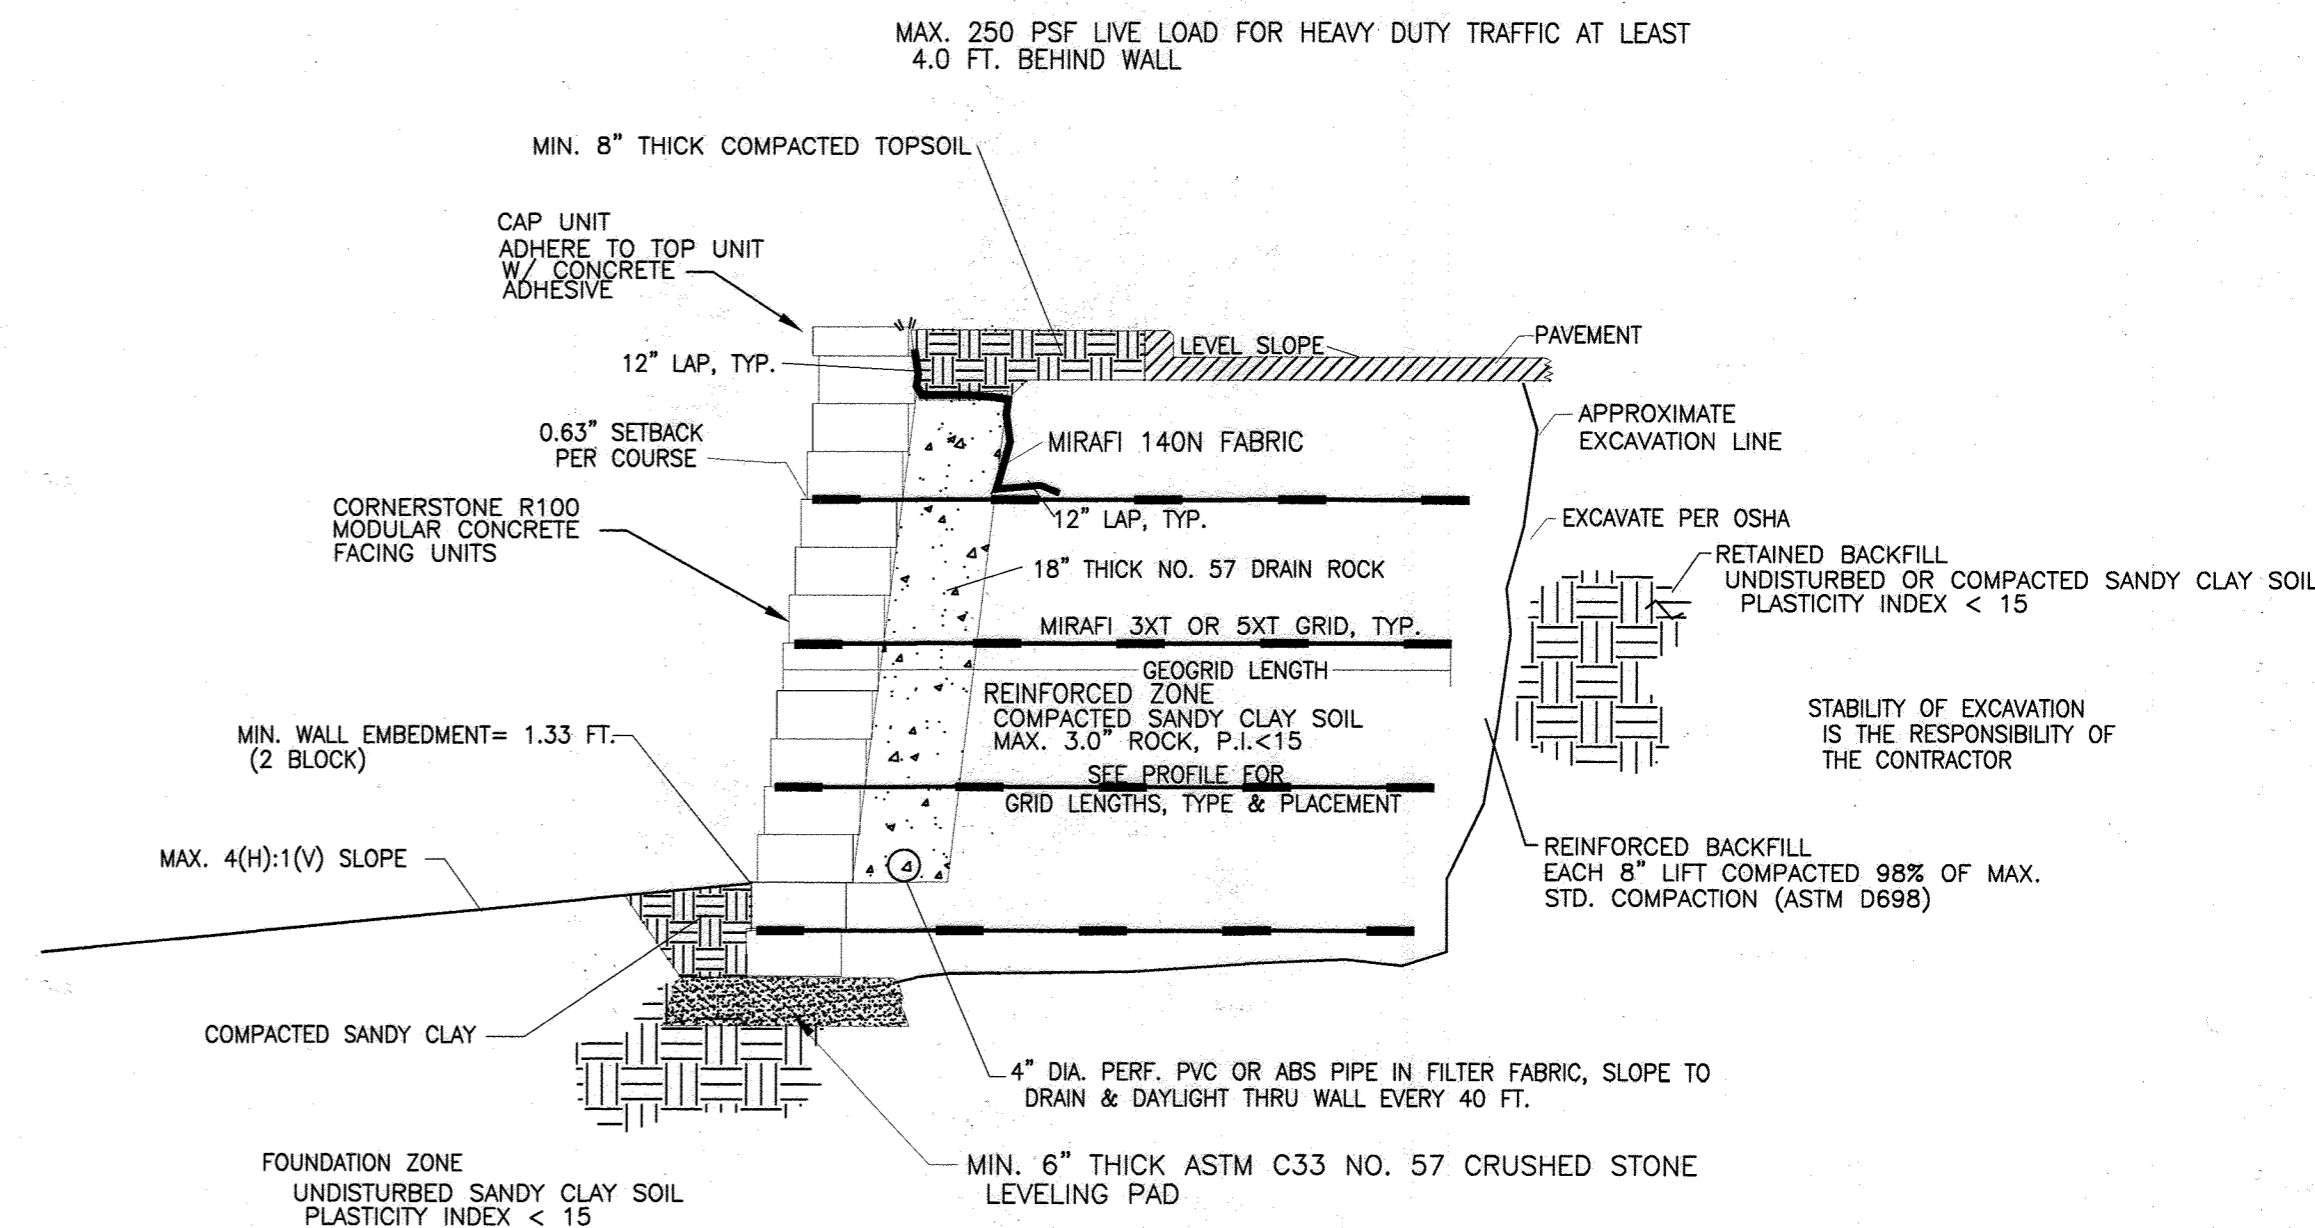 MAX. 250 PSF LIVE LOAD FOR HEAVY DUTY TRAFFIC AT LEAST
4.0 FT. BEHIND WALL
MIN. 8" THICK COMPACTED TOPSOIL
CAP UNIT
ADHERE TO TOP UNIT
W/ CONCRETE
ADHESIVE
12" LAP, TYP.
LEVEL SLOPE
PAVEMENT
0.63" SETBACK
PER COURSE
MIRAFI 140N FABRIC
APPROXIMATE
EXCAVATION LINE
CORNERSTONE R100
MODULAR CONCRETE
FACING UNITS
12" LAP, TYP.
EXCAVATE PER OSHA
18" THICK NO. 57 DRAIN ROCK
RETAINED BACKFILL
UNDISTURBED OR COMPACTED SANDY CLAY SOIL
PLASTICITY INDEX < 15
MIRAFI 3XT OR 5XT GRID, TYP.
GEOGRID LENGTH
REINFORCED ZONE
COMPACTED SANDY CLAY SOIL
MAX. 3.0" ROCK, P.I.<15
SEE PROFILE FOR
GRID LENGTHS, TYPE & PLACEMENT
STABILITY OF EXCAVATION
IS THE RESPONSIBILITY OF
THE CONTRACTOR
MIN. WALL EMBEDMENT= 1.33 FT.
(2 BLOCK)
MAX. 4(H):1(V) SLOPE
REINFORCED BACKFILL
EACH 8" LIFT COMPACTED 98% OF MAX.
STD. COMPACTION (ASTM D698)
COMPACTED SANDY CLAY
4" DIA. PERF. PVC OR ABS PIPE IN FILTER FABRIC, SLOPE TO
DRAIN & DAYLIGHT THRU WALL EVERY 40 FT.
MIN. 6" THICK ASTM C33 NO. 57 CRUSHED STONE
LEVELING PAD
FOUNDATION ZONE
UNDISTURBED SANDY CLAY SOIL
PLASTICITY INDEX < 15